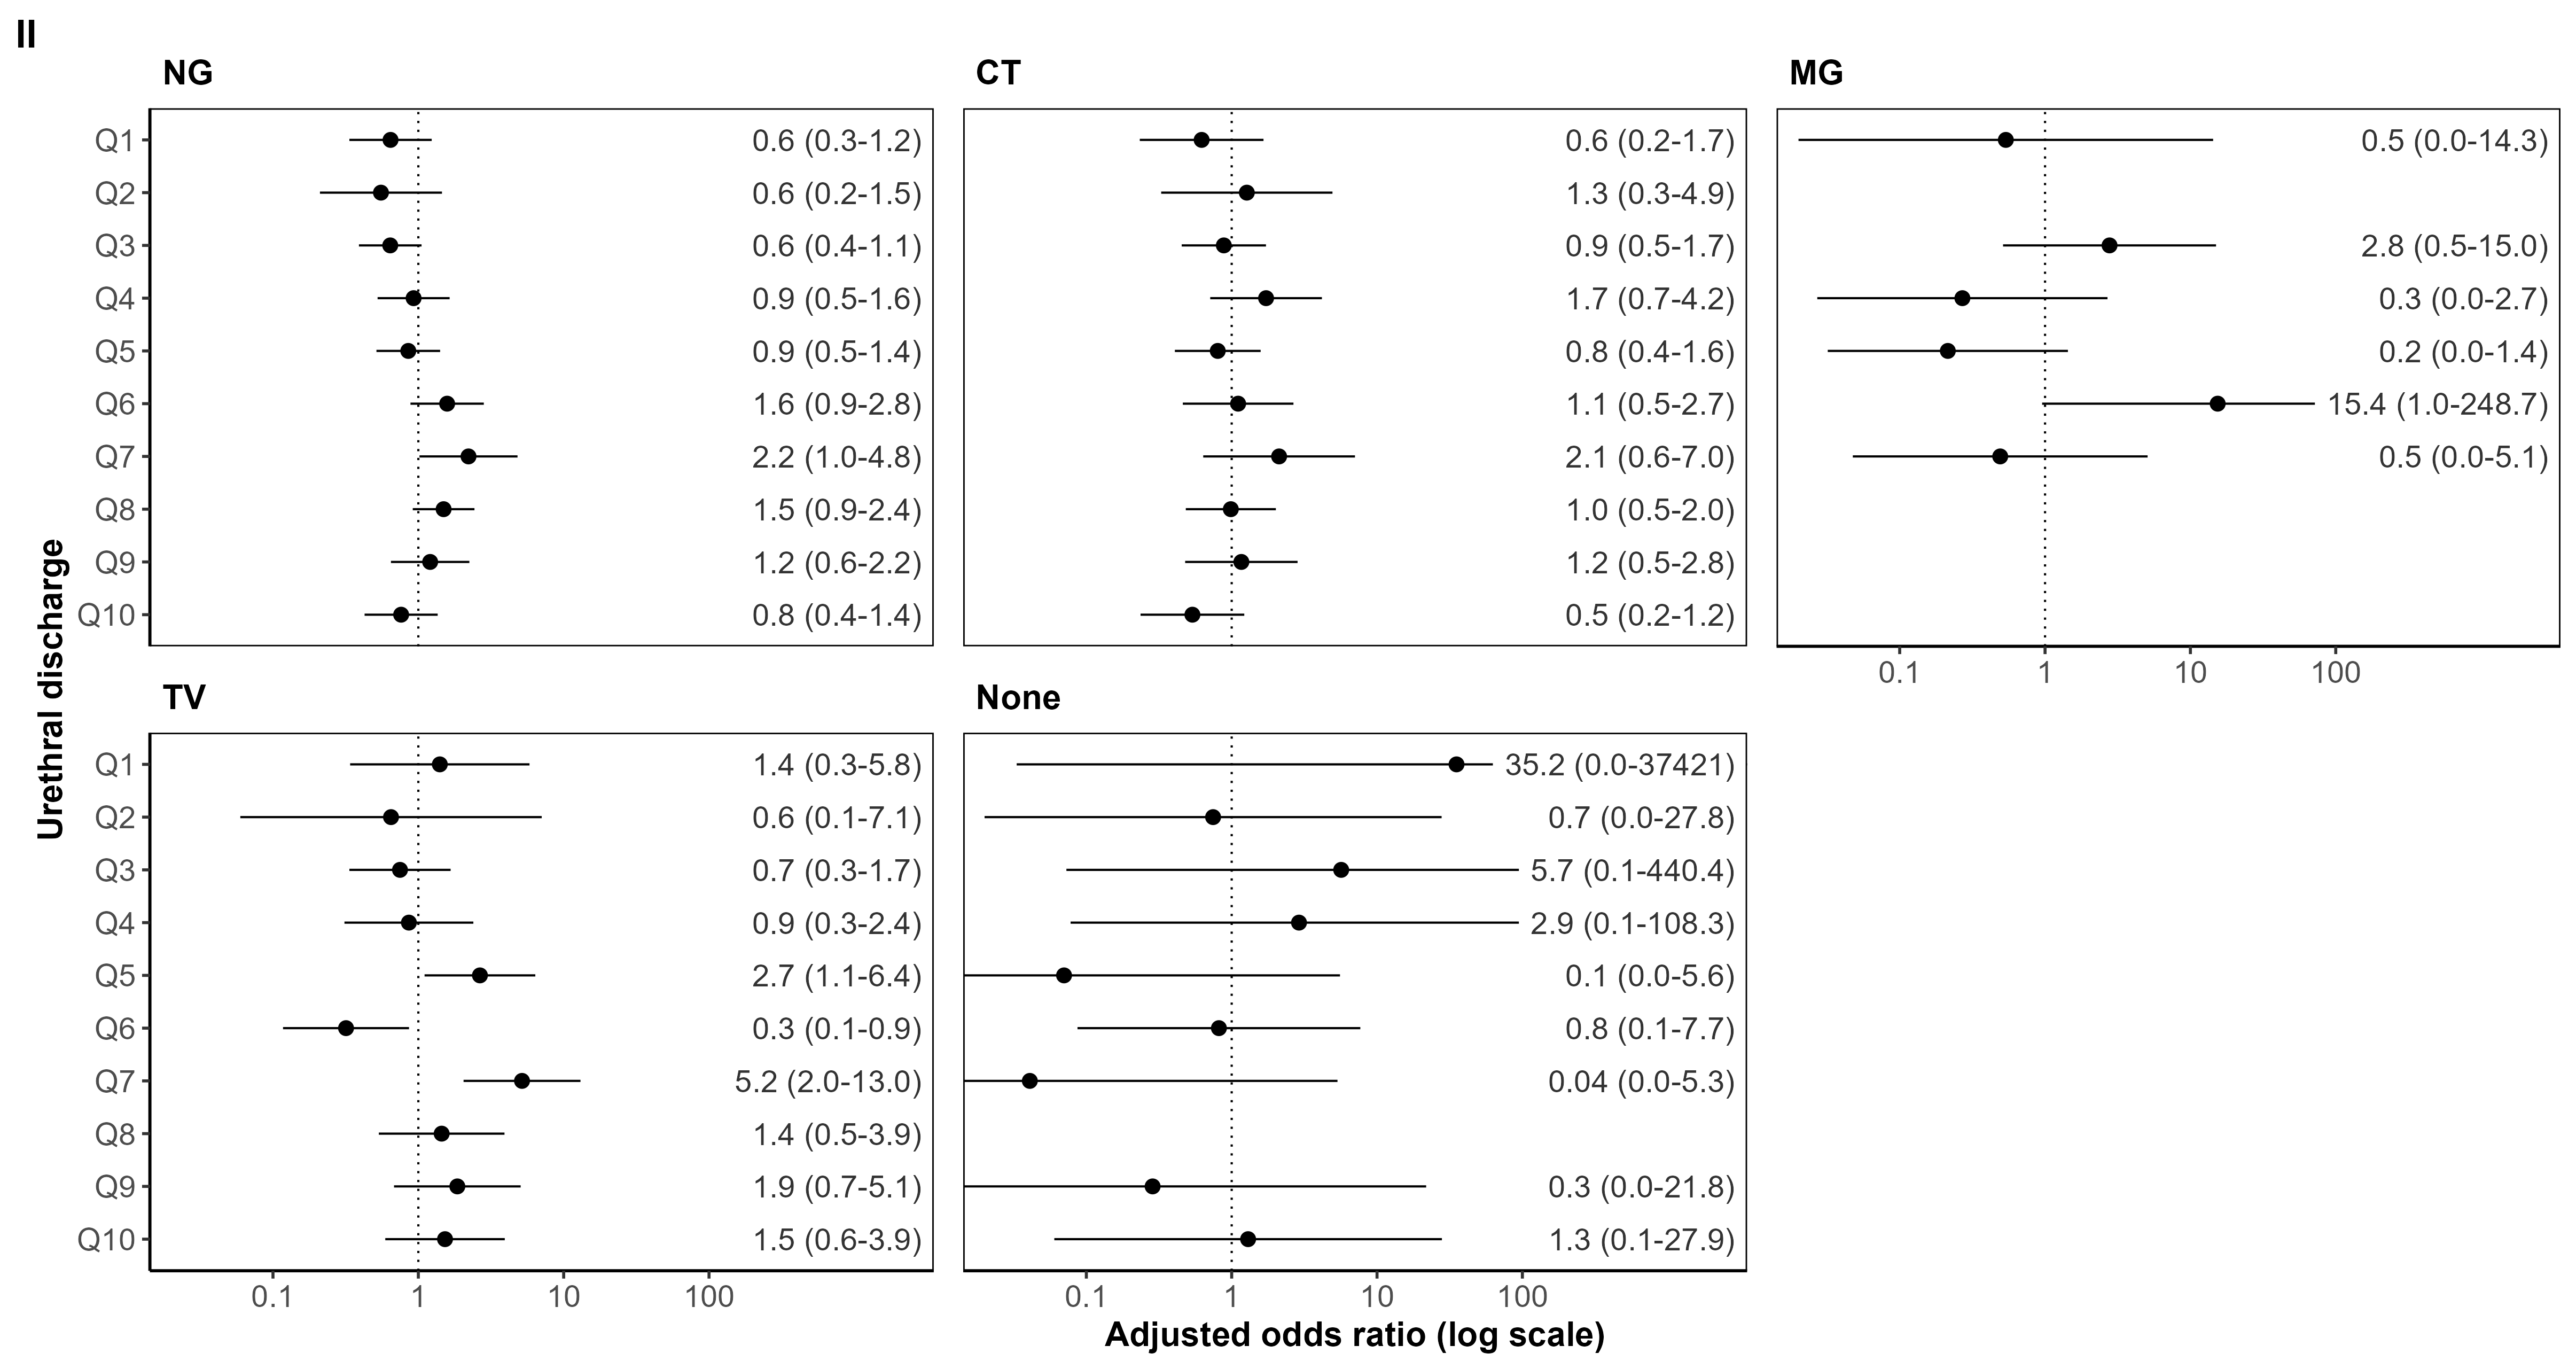 II
NG
CT
MG
Q1
0.6 (0.3-1.2)
0.6 (0.2-1.7)
0.5 (0.0-14.3)
Q2
0.6 (0.2-1.5)
1.3 (0.3-4.9)
Q3
0.6 (0.4-1.1)
0.9 (0.5-1.7)
2.8 (0.5-15.0)
Q4
0.9 (0.5-1.6)
1.7 (0.7-4.2)
0.3 (0.0-2.7)
Q5
0.9 (0.5-1.4)
0.8 (0.4-1.6)
0.2 (0.0-1.4)
Q6
1.6 (0.9-2.8)
1.1 (0.5-2.7)
15.4 (1.0-248.7)
Q7
2.2 (1.0-4.8)
2.1 (0.6-7.0)
0.5 (0.0-5.1)
Q8
1.5 (0.9-2.4)
1.0 (0.5-2.0)
Q9
1.2 (0.6-2.2)
1.2 (0.5-2.8)
Q10
0.8 (0.4-1.4)
0.5 (0.2-1.2)
0.1 1 10 100
Urethral discharge
TV
None
Q1
1.4 (0.3-5.8)
35.2 (0.0-37421)
Q2
0.6 (0.1-7.1)
0.7 (0.0-27.8)
Q3
0.7 (0.3-1.7)
5.7 (0.1-440.4)
Q4
0.9 (0.3-2.4)
2.9 (0.1-108.3)
Q5
2.7 (1.1-6.4)
0.1 (0.0-5.6)
Q6
0.3 (0.1-0.9)
0.8 (0.1-7.7)
Q7
5.2 (2.0-13.0)
0.04 (0.0-5.3)
Q8
1.4 (0.5-3.9)
Q9
1.9 (0.7-5.1)
0.3 (0.0-21.8)
Q10
1.5 (0.6-3.9)
1.3 (0.1-27.9)
0.1 1 10 100
0.1 1 10 100
Adjusted odds ratio (log scale)